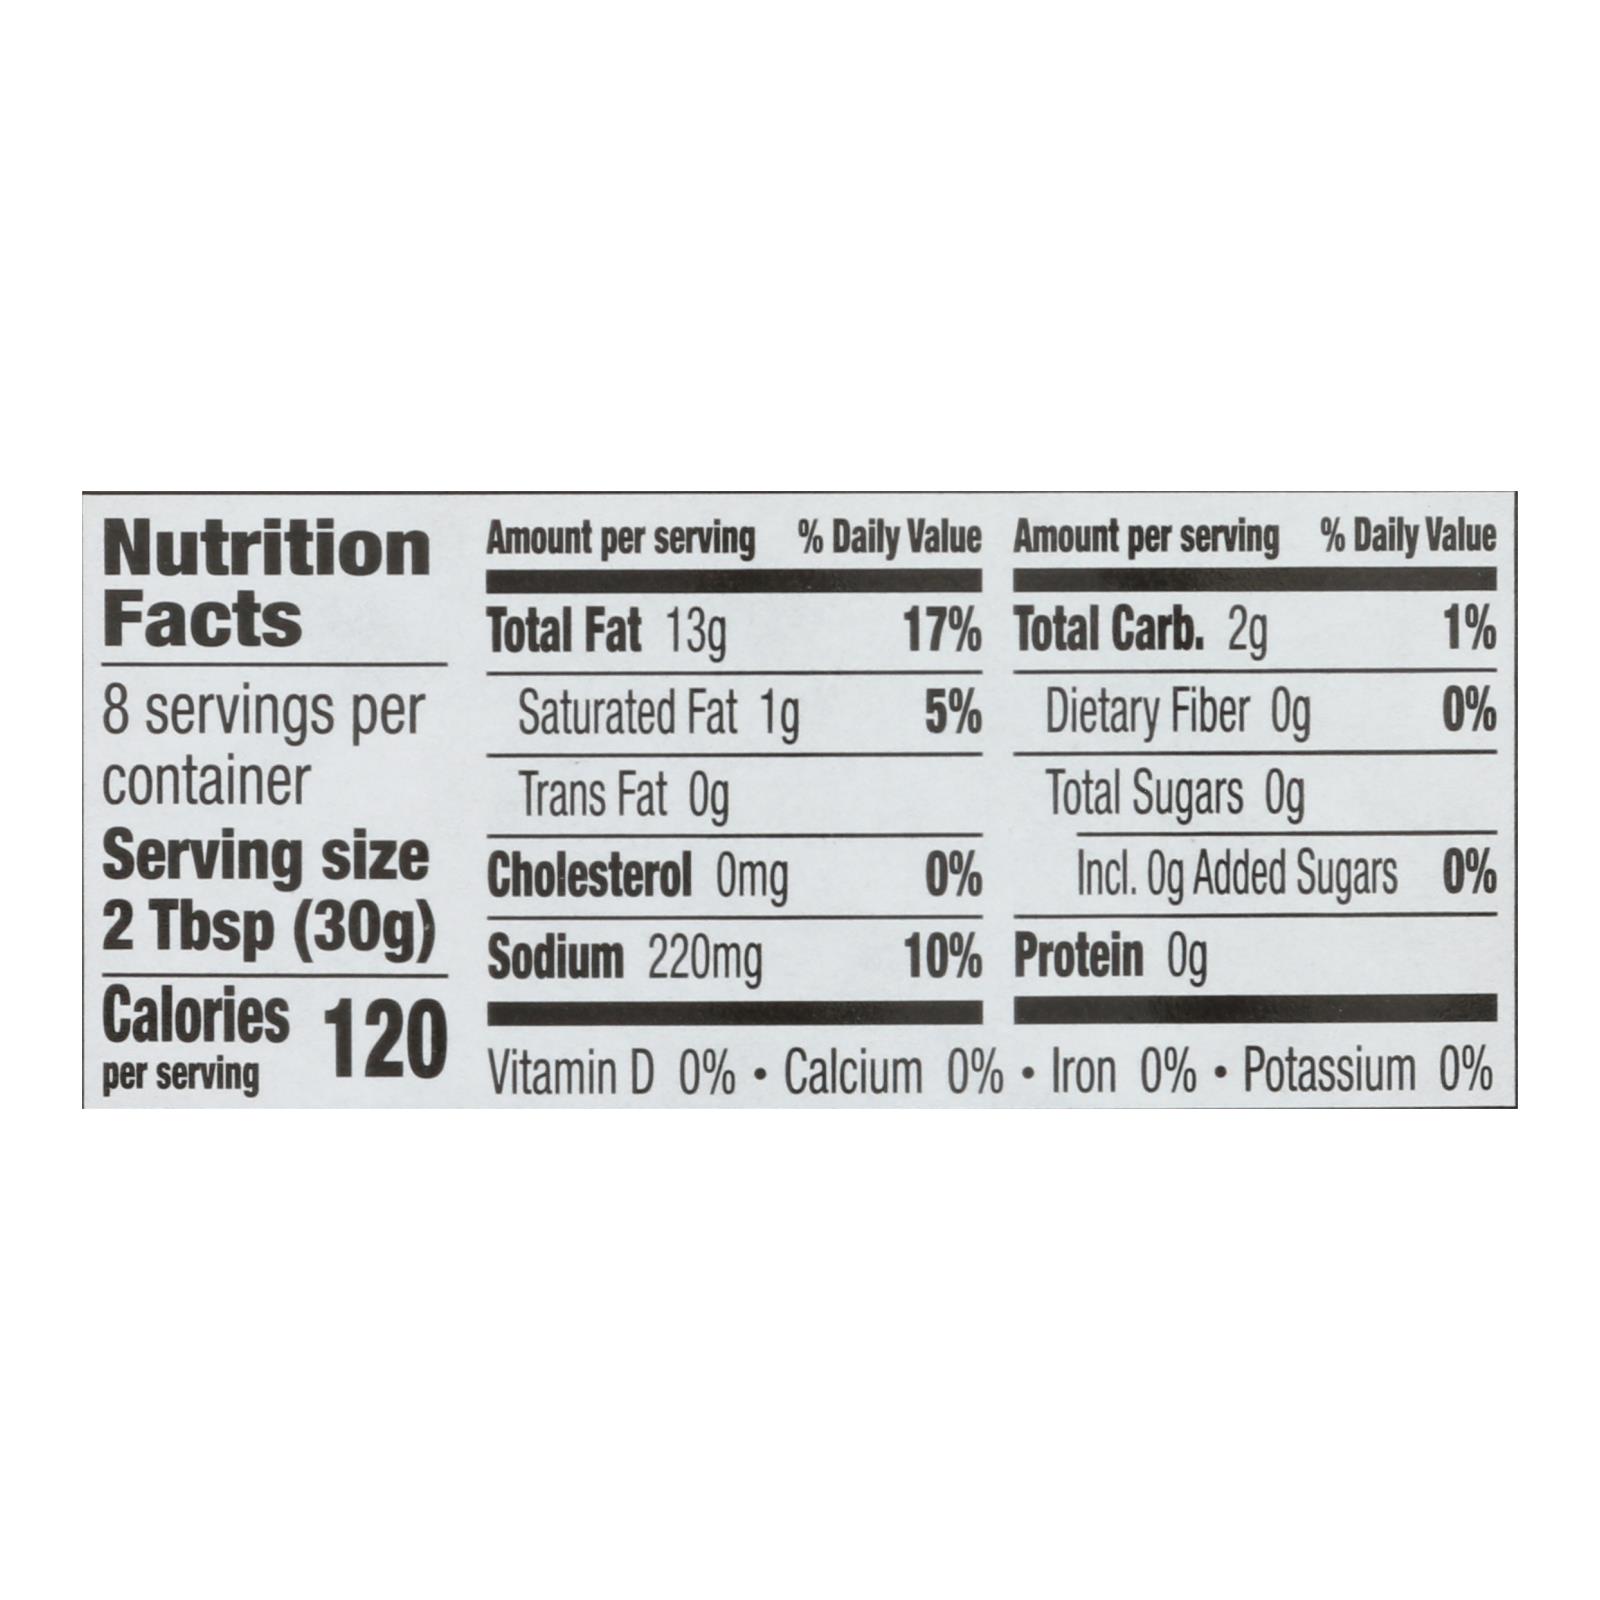 Nutrition
Facts
8 servings per
container
Serving size
2 Tbsp (30g)
Calories 120
per serving
Amount per serving % Daily Value
Total Fat 13g 17%
Saturated Fat 1g 5%
Trans Fat 0g
Cholesterol 0mg 0%
Sodium 220mg 10%
Amount per serving % Daily Value
Total Carb. 2g 1%
Dietary Fiber 0g 0%
Total Sugars 0g
Incl. 0g Added Sugars 0%
Protein 0g
Vitamin D 0% • Calcium 0% • Iron 0% • Potassium 0%